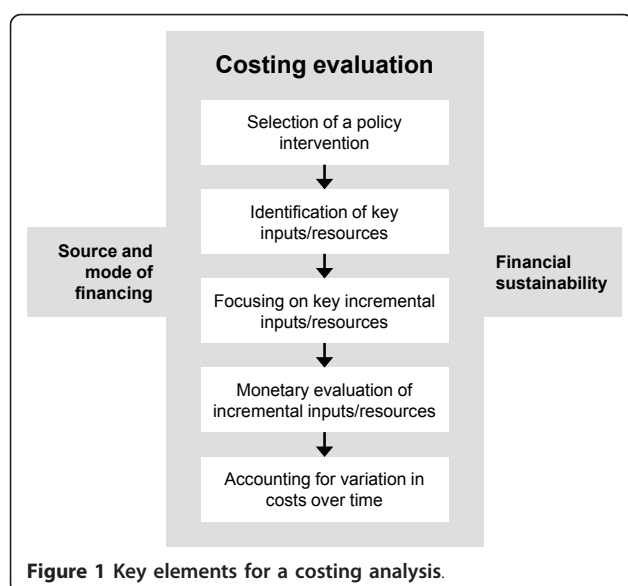 Costing evaluation
Selection of a policy
intervention
Identification of key
inputs/resources
Source and
mode of
financing
Financial
sustainability
Focusing on key incremental
inputs/resources
Monetary evaluation of
incremental inputs/resources
Accounting for variation in
costs over time
Figure 1 Key elements for a costing analysis.